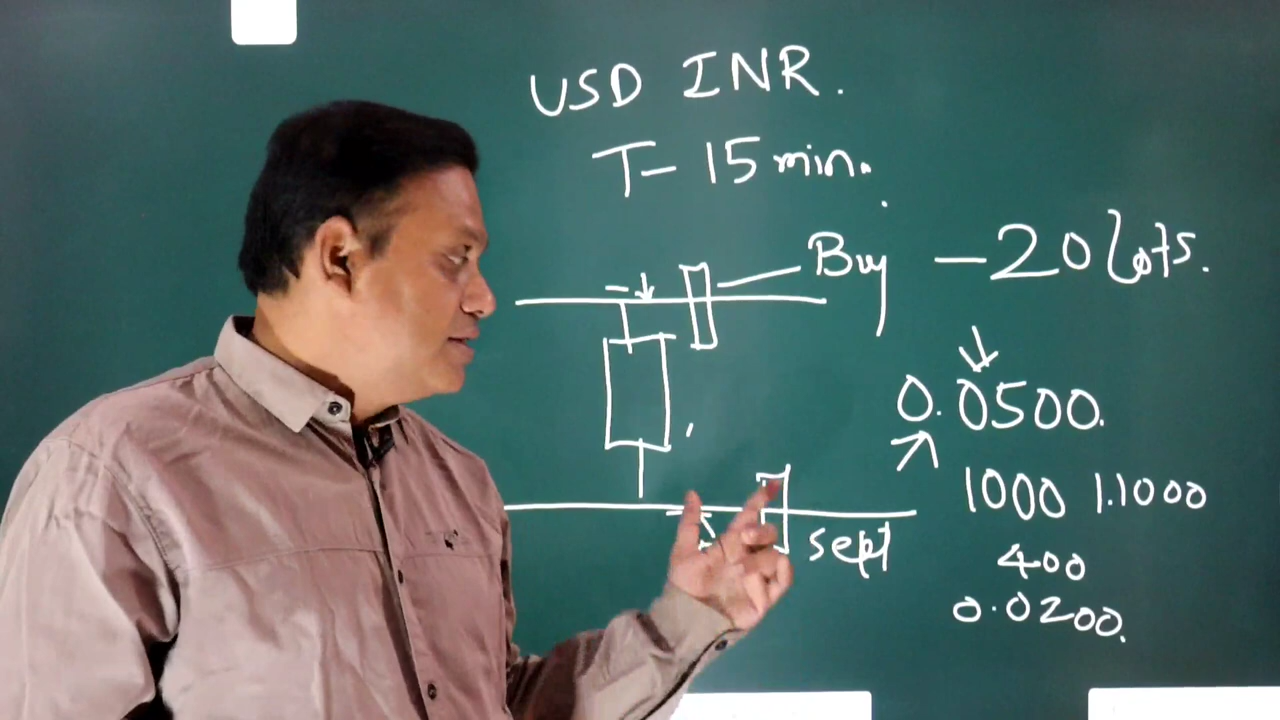 USD INR.
T- 15 min.
Buy - 20 lots.
0.0500.
1000 1.1000
sept
400
0.0200.